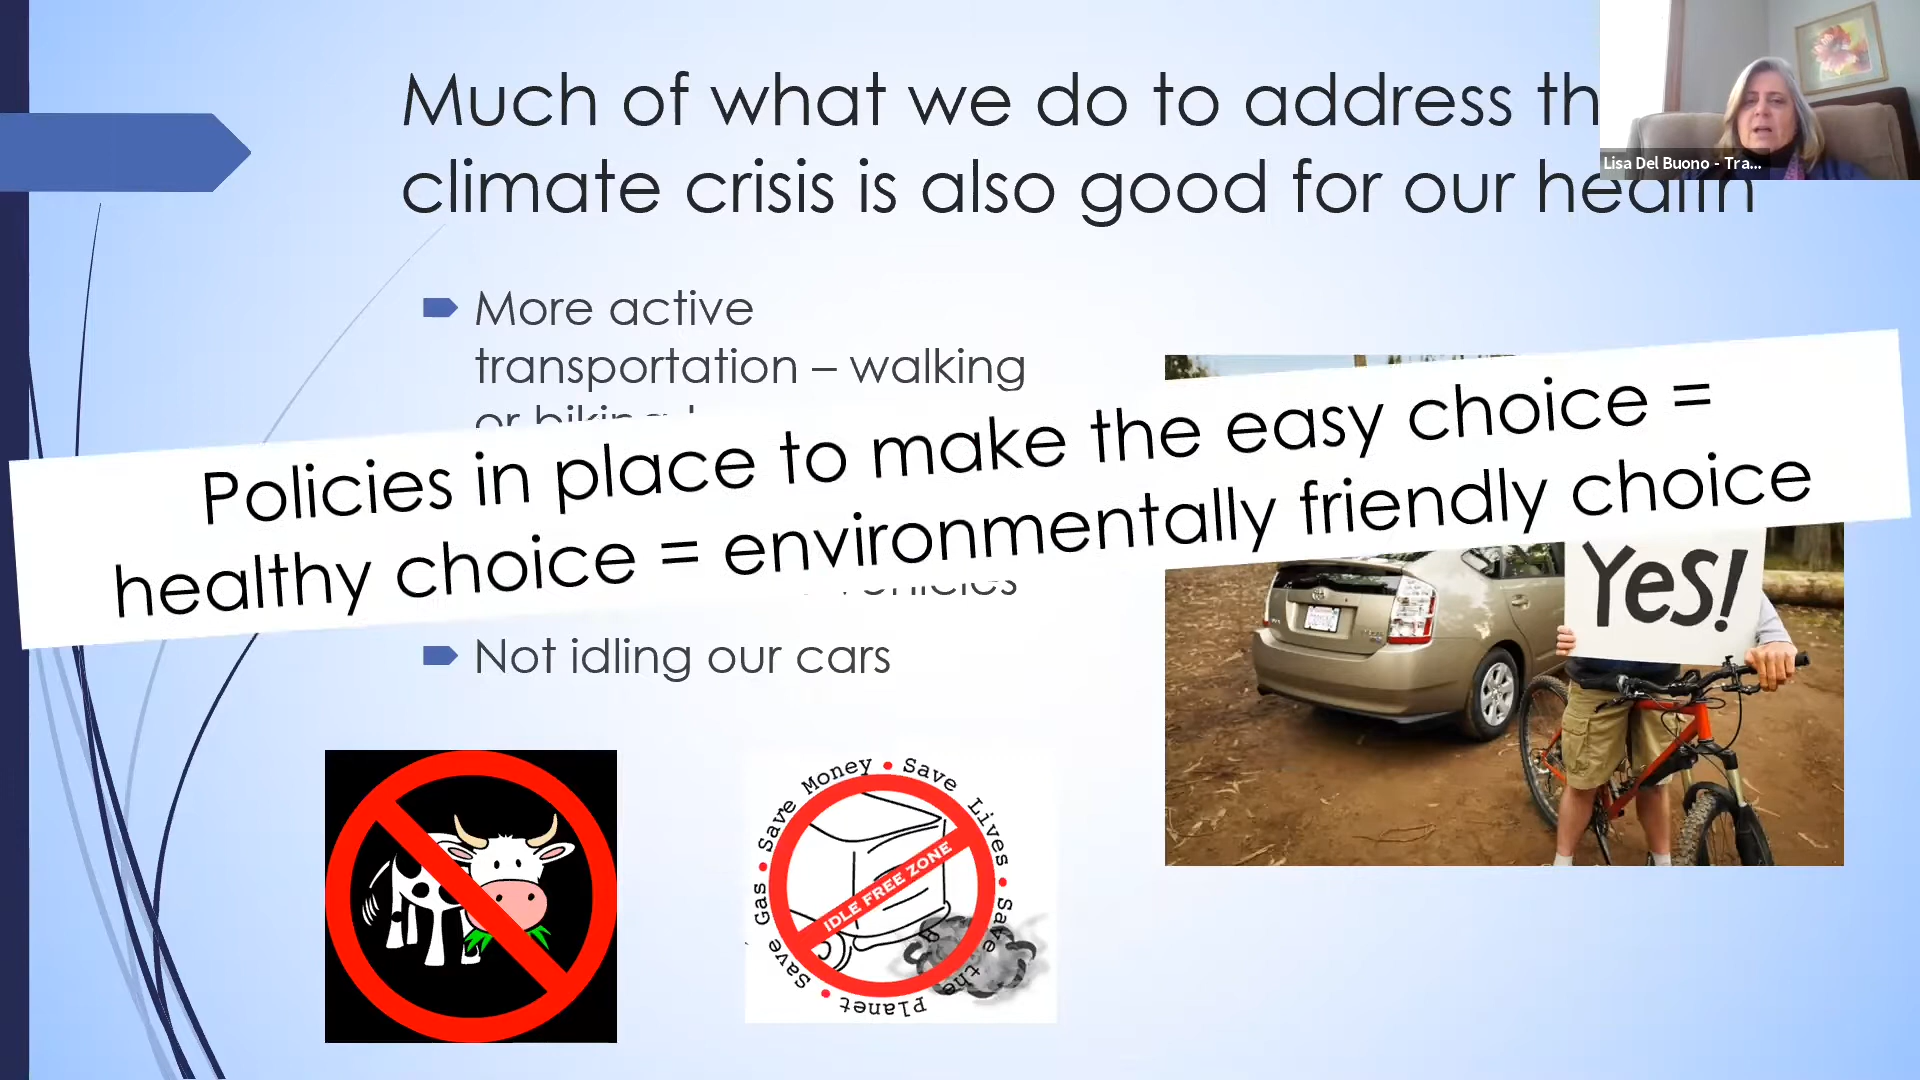 Much of what we do to address
climate crisis is also good for our health
Lisa Del Buono - Tra...
More active
transportation – walking
or biking
Policies in place to make the easy choice =
healthy choice = environmentally friendly choice
vehicles
Not idling our cars
YeS!
Save Money • Save Lives • Save the Planet • Save Gas •
IDLE FREE ZONE